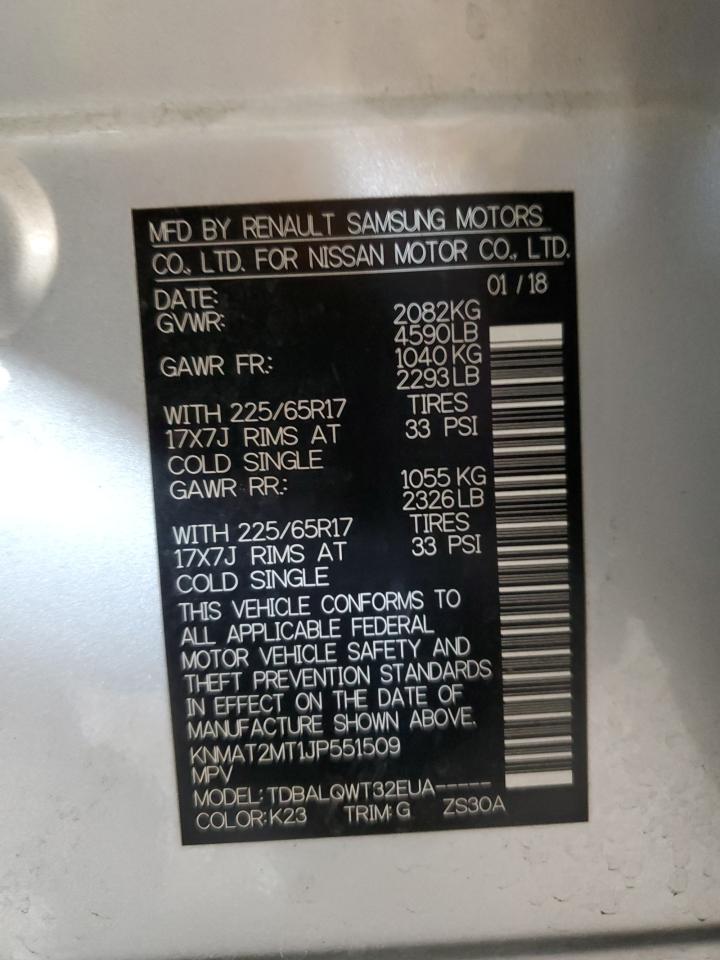 MFD BY RENAULT SAMSUNG MOTORS
CO., LTD. FOR NISSAN MOTOR CO., LTD.
DATE: 01 / 18
GVWR: 2082KG
4590LB
GAWR FR.: 1040 KG
2293LB
WITH 225/65R17 TIRES
17X7J RIMS AT 33 PSI
COLD SINGLE
GAWR RR.: 1055 KG
2326LB
WITH 225/65R17 TIRES
17X7J RIMS AT 33 PSI
COLD SINGLE
THIS VEHICLE CONFORMS TO
ALL APPLICABLE FEDERAL
MOTOR VEHICLE SAFETY AND
THEFT PREVENTION STANDARDS
IN EFFECT ON THE DATE OF
MANUFACTURE SHOWN ABOVE.
KNMAT2MT1JP551509
MPV
MODEL: TDBALQWT32EUA-----
COLOR: K23 TRIM: G ZS30A